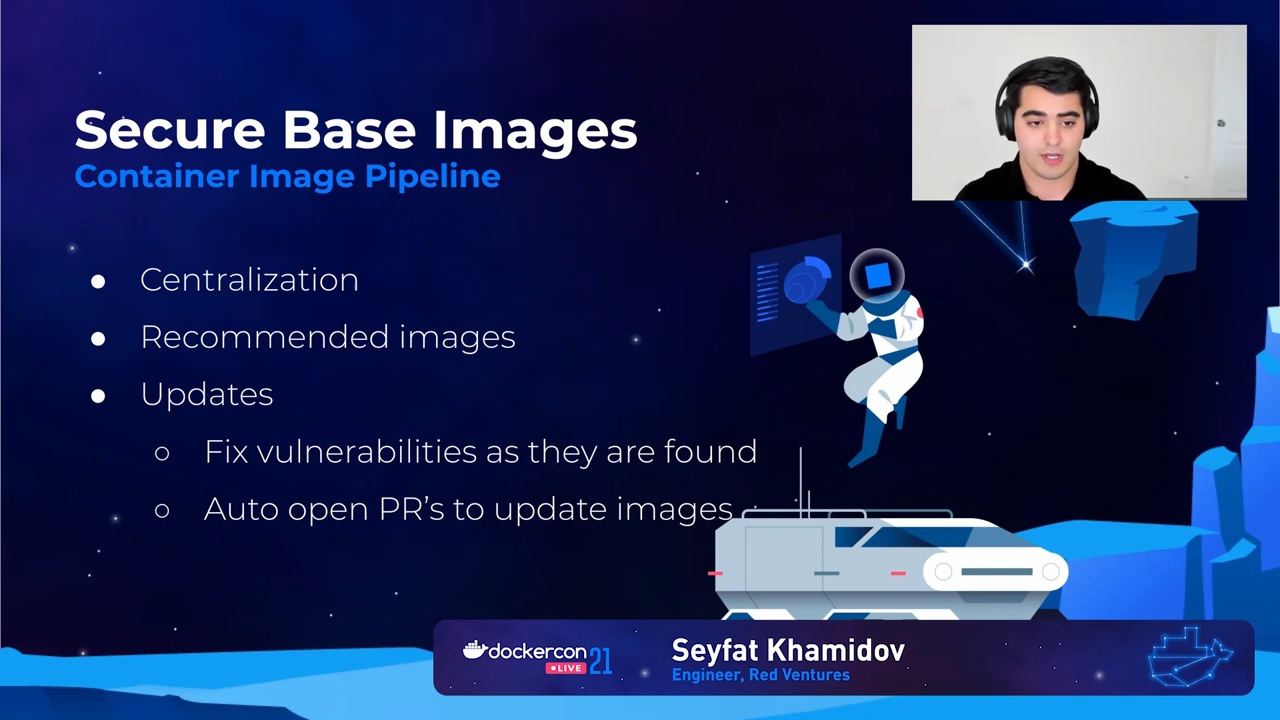 Secure Base Images
Container Image Pipeline
● Centralization
● Recommended images
● Updates
○ Fix vulnerabilities as they are found
○ Auto open PR’s to update images
dockercon
LIVE 21
Seyfat Khamidov
Engineer, Red Ventures